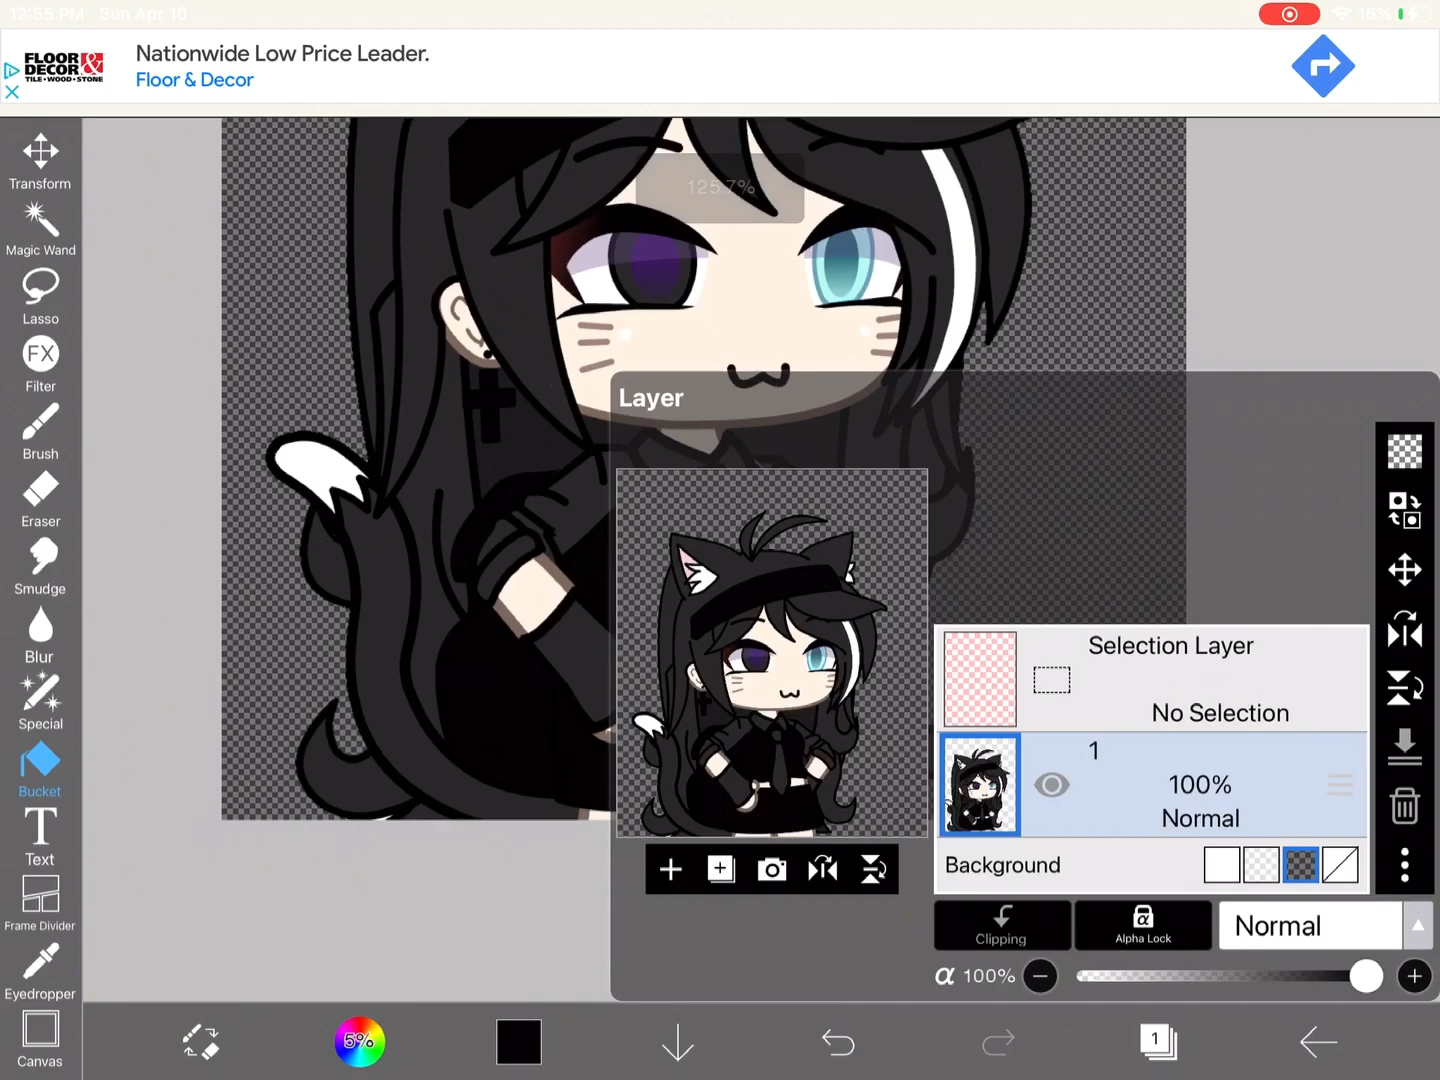 12:55 PM Sun Apr 10
16%
FLOOR & DECOR
TILE•WOOD•STONE
Nationwide Low Price Leader.
Floor & Decor
Transform
Magic Wand
Lasso
FX
Filter
Brush
Eraser
Smudge
Blur
Special
Bucket
T
Text
Frame Divider
Eyedropper
Canvas
125.7%
Layer
Selection Layer
No Selection
1
100%
Normal
Background
Clipping
α
Alpha Lock
Normal
α 100%
5%
1